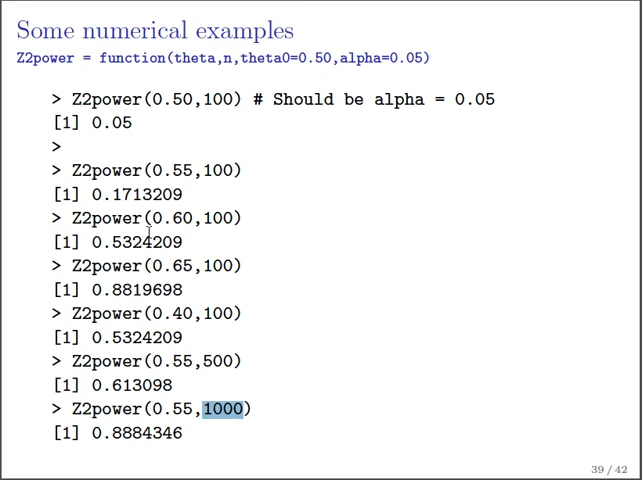 Some numerical examples
Z2power = function(theta,n,theta0=0.50,alpha=0.05)
> Z2power(0.50,100) # Should be alpha = 0.05
[1] 0.05
>
> Z2power(0.55,100)
[1] 0.1713209
> Z2power(0.60,100)
[1] 0.5324209
> Z2power(0.65,100)
[1] 0.8819698
> Z2power(0.40,100)
[1] 0.5324209
> Z2power(0.55,500)
[1] 0.613098
> Z2power(0.55,1000)
[1] 0.8884346
39 / 42